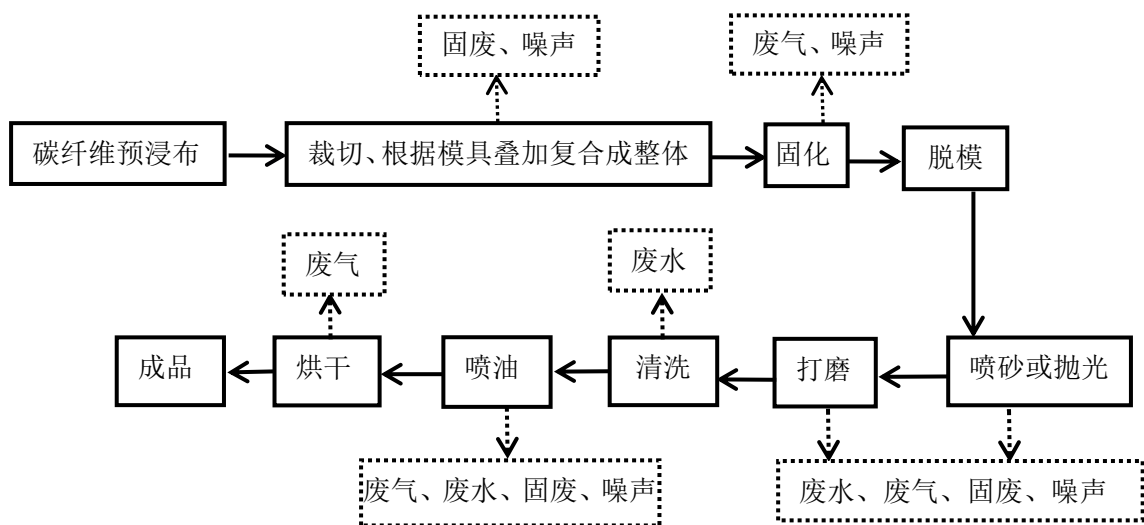 固废、噪声
废气、噪声
碳纤维预浸布
裁切、根据模具叠加复合成整体
固化
脱模
废气
废水
成品
烘干
喷油
清洗
打磨
喷砂或抛光
废气、废水、固废、噪声
废水、废气、固废、噪声